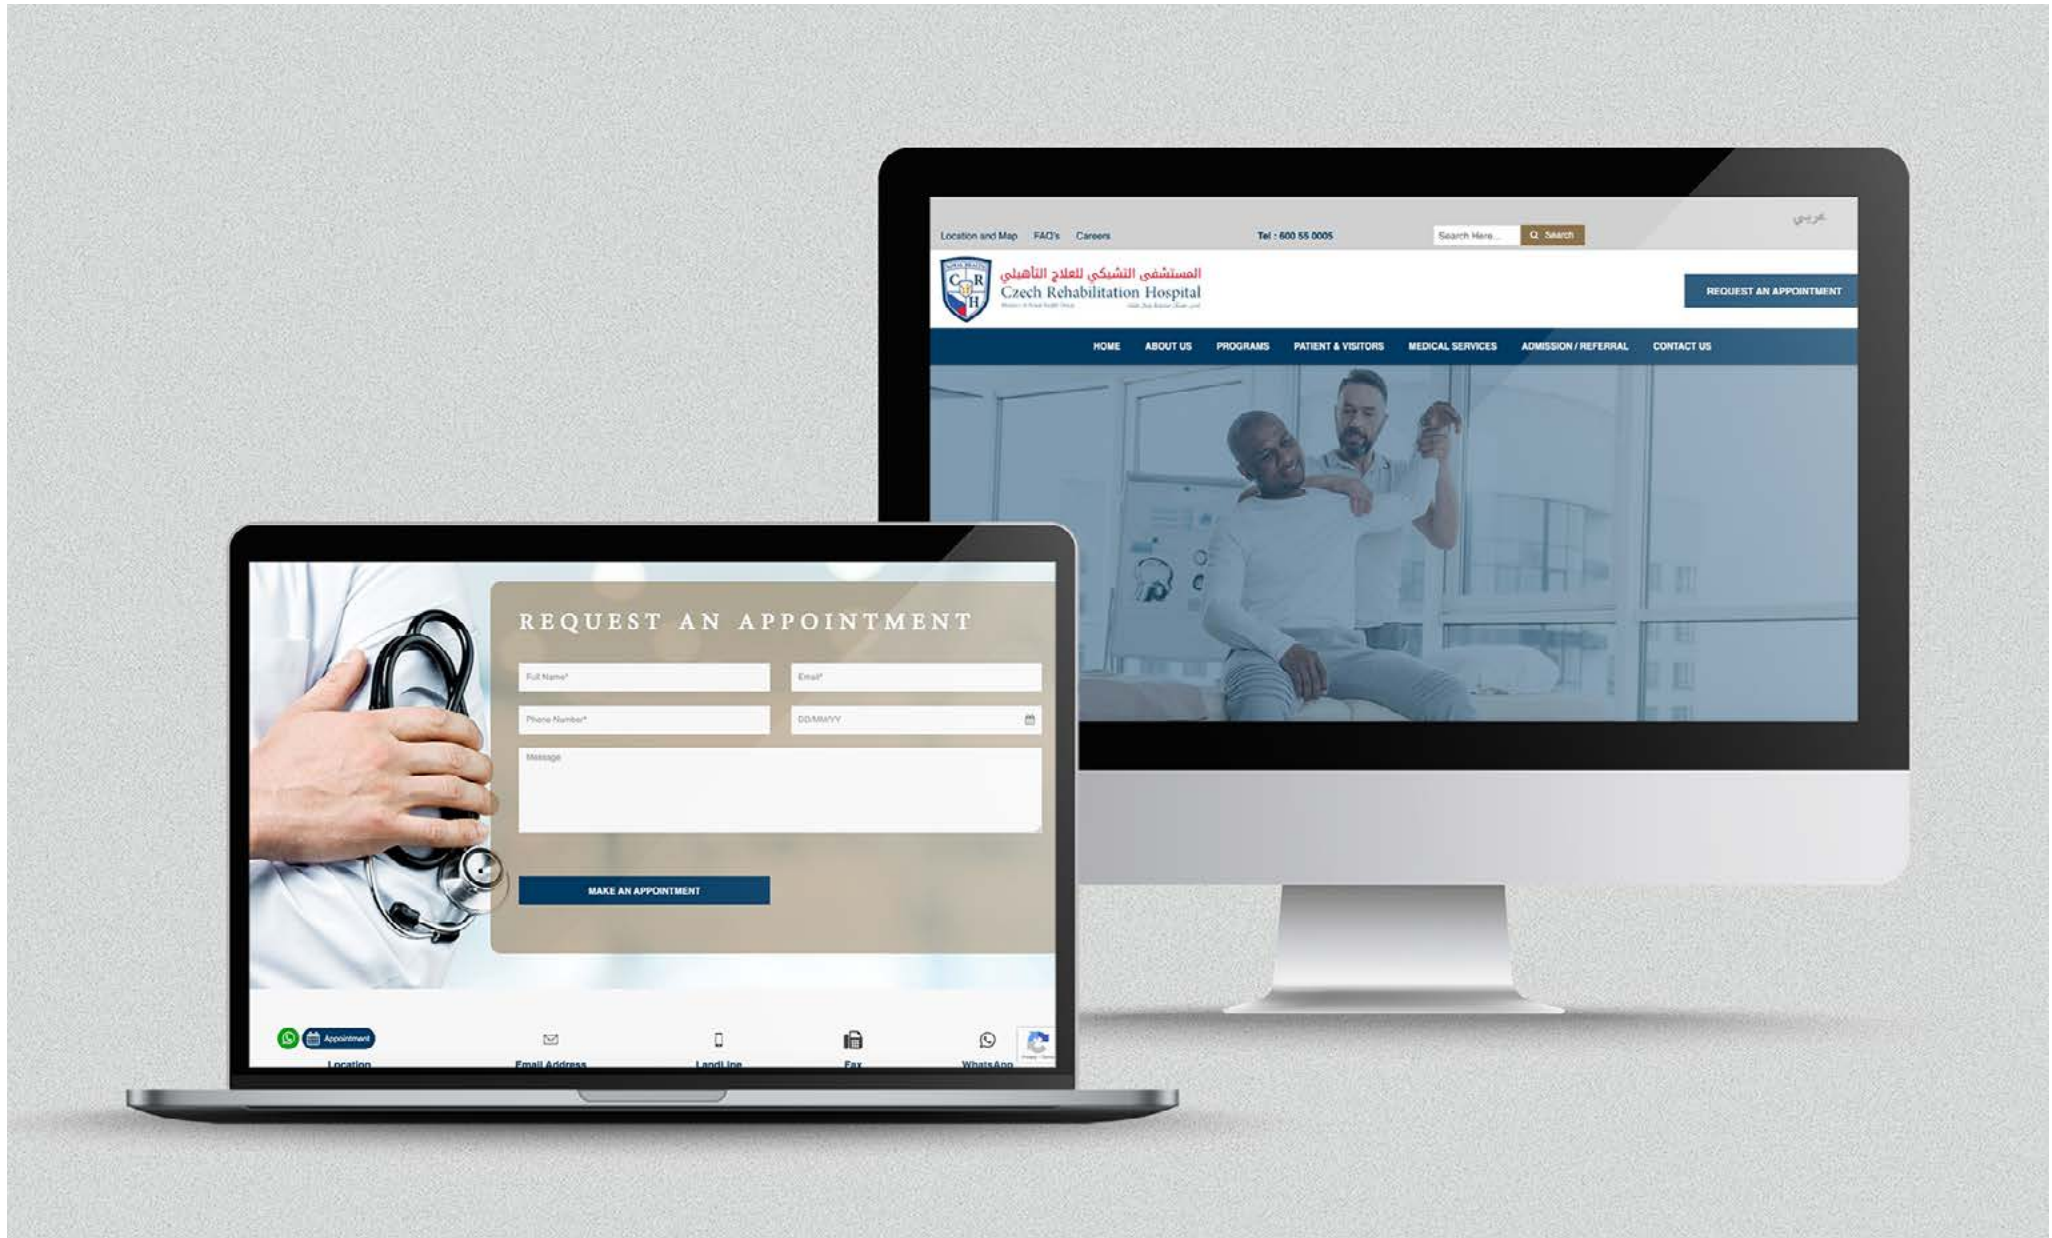 Location and Map FAQ's Careers Tel : 600 55 0005 Search Here... Search عربي
المستشفى التشيكي للعلاج التأهيلي
C R
Czech Rehabilitation Hospital
H
REQUEST AN APPOINTMENT
HOME ABOUT US PROGRAMS PATIENT & VISITORS MEDICAL SERVICES ADMISSION / REFERRAL CONTACT US
REQUEST AN APPOINTMENT
Full Name* Email*
Phone Number* DD/MM/YY
Message
MAKE AN APPOINTMENT
Appointment
Location Email Address LandLine Fax WhatsApp